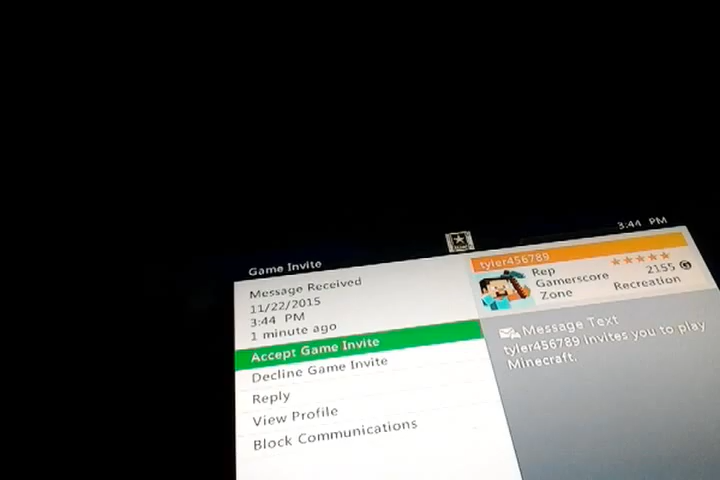 3:44 PM
Game Invite
Message Received
11/22/2015
3:44 PM
1 minute ago
Accept Game Invite
Decline Game Invite
Reply
View Profile
Block Communications
tyler456789
Rep
Gamerscore 2155 G
Zone Recreation
Message Text
tyler456789 invites you to play
Minecraft.